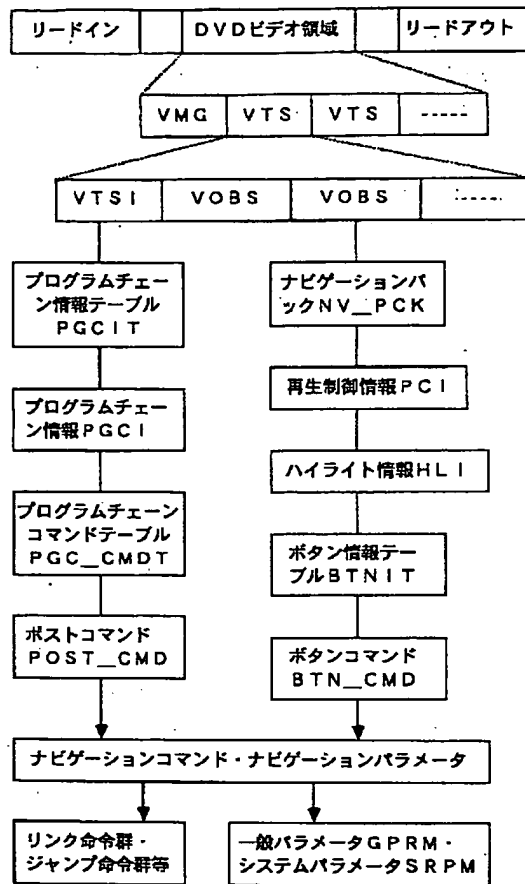 リードイン
DVDビデオ領域
リードアウト
VMG
VTS
VTS
-----
VTSI
VOBS
VOBS
-----
プログラムチェー
ン情報テーブル
PGCIT
ナビゲーションパ
ックNV__PCK
再生制御情報PCI
プログラムチェー
ン情報PGCI
ハイライト情報HLI
プログラムチェーン
コマンドテーブル
PGC__CMDT
ボタン情報テー
ブルBTNIT
ポストコマンド
POST__CMD
ボタンコマンド
BTN__CMD
ナビゲーションコマンド・ナビゲーションパラメータ
リンク命令群・
ジャンプ命令群等
一般パラメータGPRM・
システムパラメータSRPM